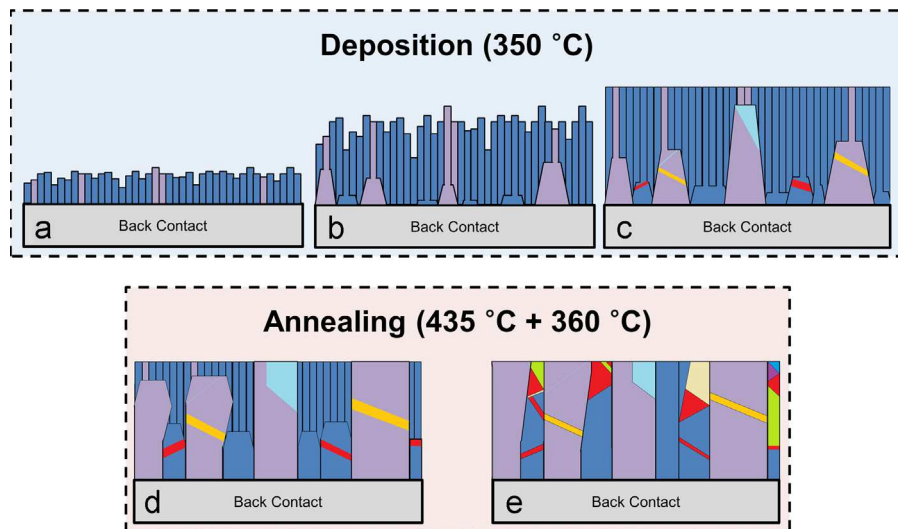 Deposition (350 °C)
a
Back Contact
b
Back Contact
c
Back Contact
Annealing (435 °C + 360 °C)
d
Back Contact
e
Back Contact